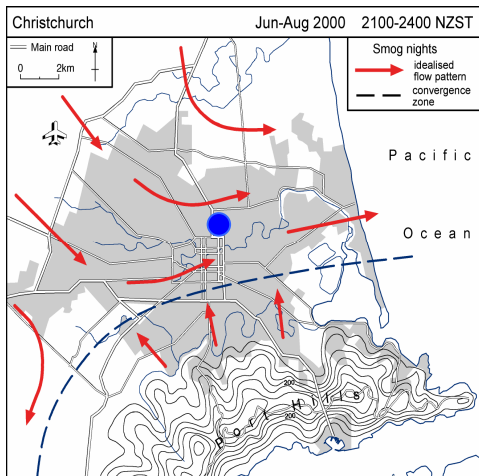 Christchurch
Jun-Aug 2000 2100-2400 NZST
Main road
N
0 2km
Smog nights
idealised
flow pattern
convergence
zone
Pacific
Ocean
200
200
Port Hills